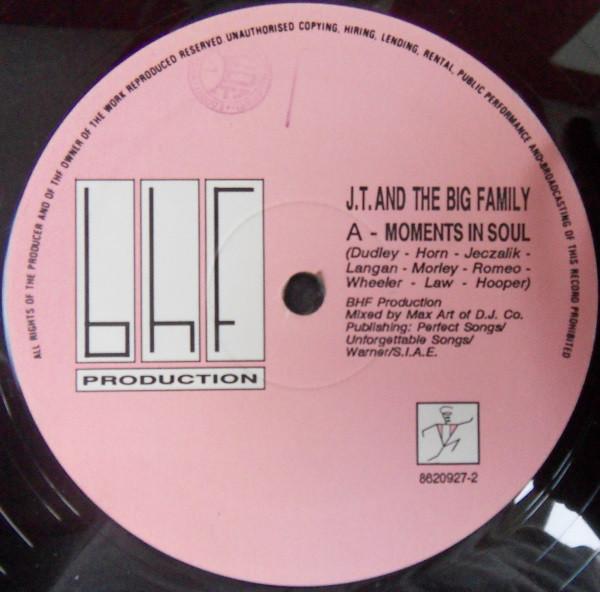 ALL RIGHTS OF THE PRODUCER AND OF THE OWNER OF THE WORK REPRODUCED RESERVED UNAUTHORISED COPYING, HIRING, LENDING, RENTAL, PUBLIC PERFORMANCE AND BROADCASTING OF THIS RECORD PROHIBITED
bhF
PRODUCTION
J.T. AND THE BIG FAMILY
A - MOMENTS IN SOUL
(Dudley - Horn - Jeczalik -
Langan - Morley - Romeo -
Wheeler - Law - Hooper)
BHF Production
Mixed by Max Art of D.J. Co.
Publishing: Perfect Songs/
Unforgettable Songs/
Warner/S.I.A.E.
8620927-2